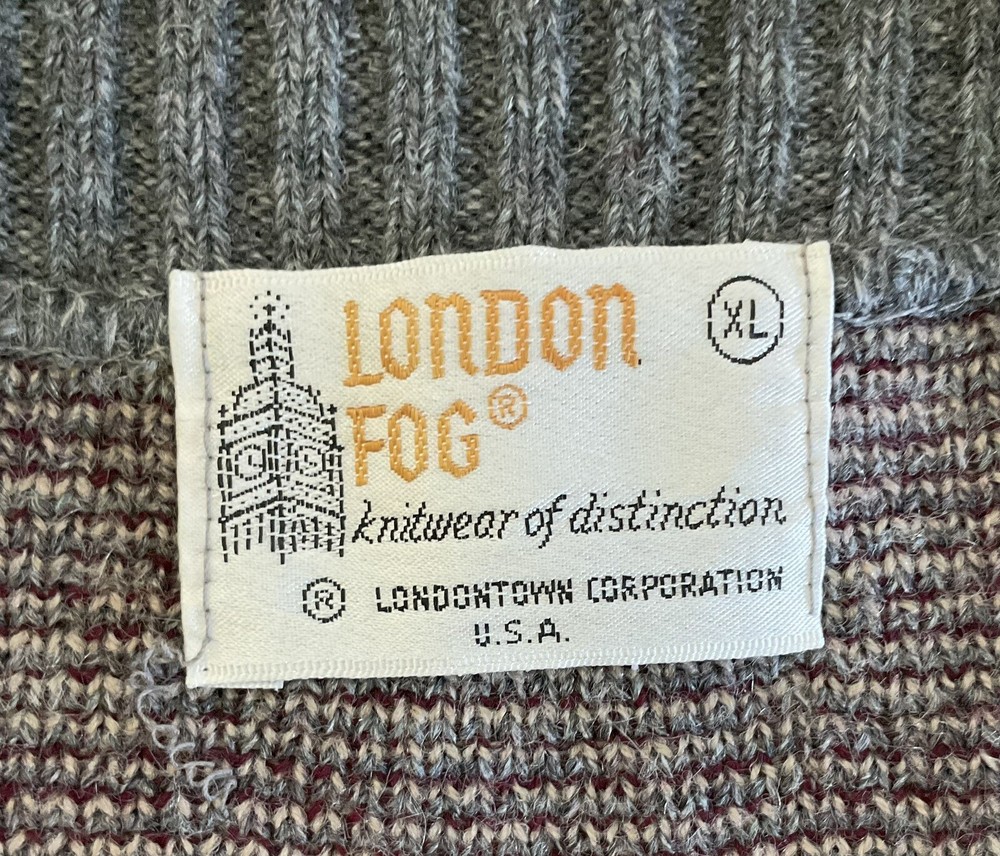 LONDON
FOG®
XL
knitwear of distinction
® LONDONTOWN CORPORATION
U.S.A.